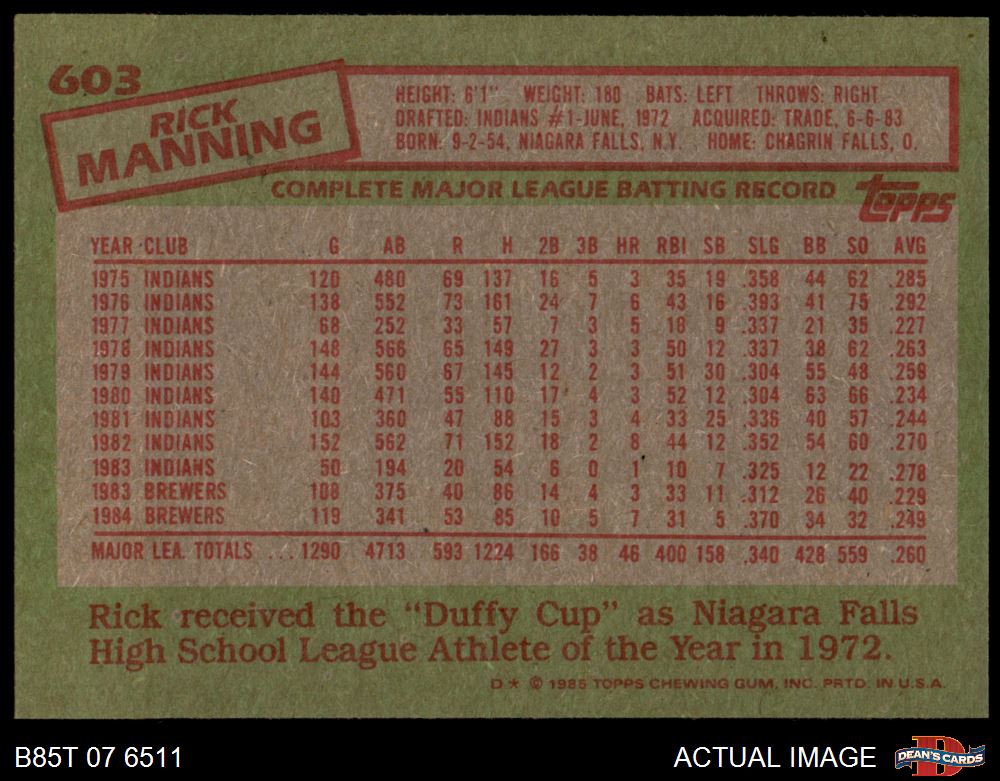 603
RICK
MANNING
HEIGHT: 6'1" WEIGHT: 180 BATS: LEFT THROWS: RIGHT
DRAFTED: INDIANS #1-JUNE, 1972 ACQUIRED: TRADE, 6-6-83
BORN: 9-2-54, NIAGARA FALLS, N.Y. HOME: CHAGRIN FALLS, O.
COMPLETE MAJOR LEAGUE BATTING RECORD
topps
YEAR CLUB G AB R H 2B 3B HR RBI SB SLG BB SO AVG
1975 INDIANS 120 480 69 137 16 5 3 35 19 .358 44 62 .285
1976 INDIANS 138 552 73 161 24 7 6 43 16 .393 41 75 .292
1977 INDIANS 68 252 33 57 7 3 5 18 9 .337 21 35 .227
1978 INDIANS 148 566 65 149 27 3 3 50 12 .337 38 62 .263
1979 INDIANS 144 560 67 145 12 2 3 51 30 .304 55 48 .259
1980 INDIANS 140 471 55 110 17 4 3 52 12 .304 63 66 .234
1981 INDIANS 103 360 47 88 15 3 4 33 25 .336 40 57 .244
1982 INDIANS 152 562 71 152 18 2 8 44 12 .352 54 60 .270
1983 INDIANS 50 194 20 54 6 0 1 10 7 .325 12 22 .278
1983 BREWERS 108 375 40 86 14 4 3 33 11 .312 26 40 .229
1984 BREWERS 119 341 53 85 10 5 7 31 5 .370 34 32 .249
MAJOR LEA. TOTALS ... 1290 4713 593 1224 166 38 46 400 158 .340 428 559 .260
Rick received the "Duffy Cup" as Niagara Falls
High School League Athlete of the Year in 1972.
D★ © 1985 TOPPS CHEWING GUM, INC. PRTD. IN U.S.A.
B85T 07 6511
ACTUAL IMAGE
D
DEAN'S CARDS